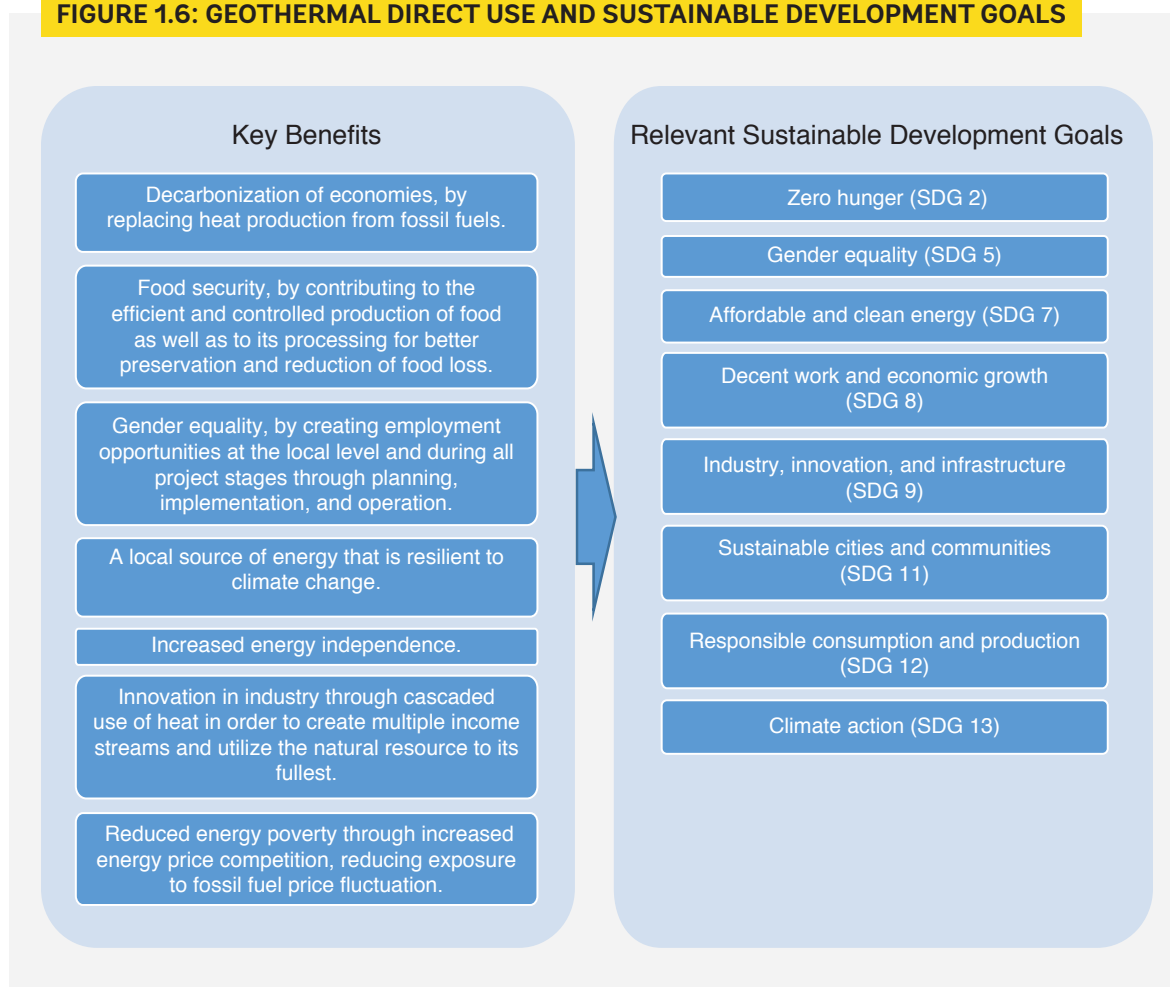 FIGURE 1.6: GEOTHERMAL DIRECT USE AND SUSTAINABLE DEVELOPMENT GOALS
Key Benefits
Decarbonization of economies, by
replacing heat production from fossil fuels.
Food security, by contributing to the
efficient and controlled production of food
as well as to its processing for better
preservation and reduction of food loss.
Gender equality, by creating employment
opportunities at the local level and during all
project stages through planning,
implementation, and operation.
A local source of energy that is resilient to
climate change.
Increased energy independence.
Innovation in industry through cascaded
use of heat in order to create multiple income
streams and utilize the natural resource to its
fullest.
Reduced energy poverty through increased
energy price competition, reducing exposure
to fossil fuel price fluctuation.
Relevant Sustainable Development Goals
Zero hunger (SDG 2)
Gender equality (SDG 5)
Affordable and clean energy (SDG 7)
Decent work and economic growth
(SDG 8)
Industry, innovation, and infrastructure
(SDG 9)
Sustainable cities and communities
(SDG 11)
Responsible consumption and production
(SDG 12)
Climate action (SDG 13)